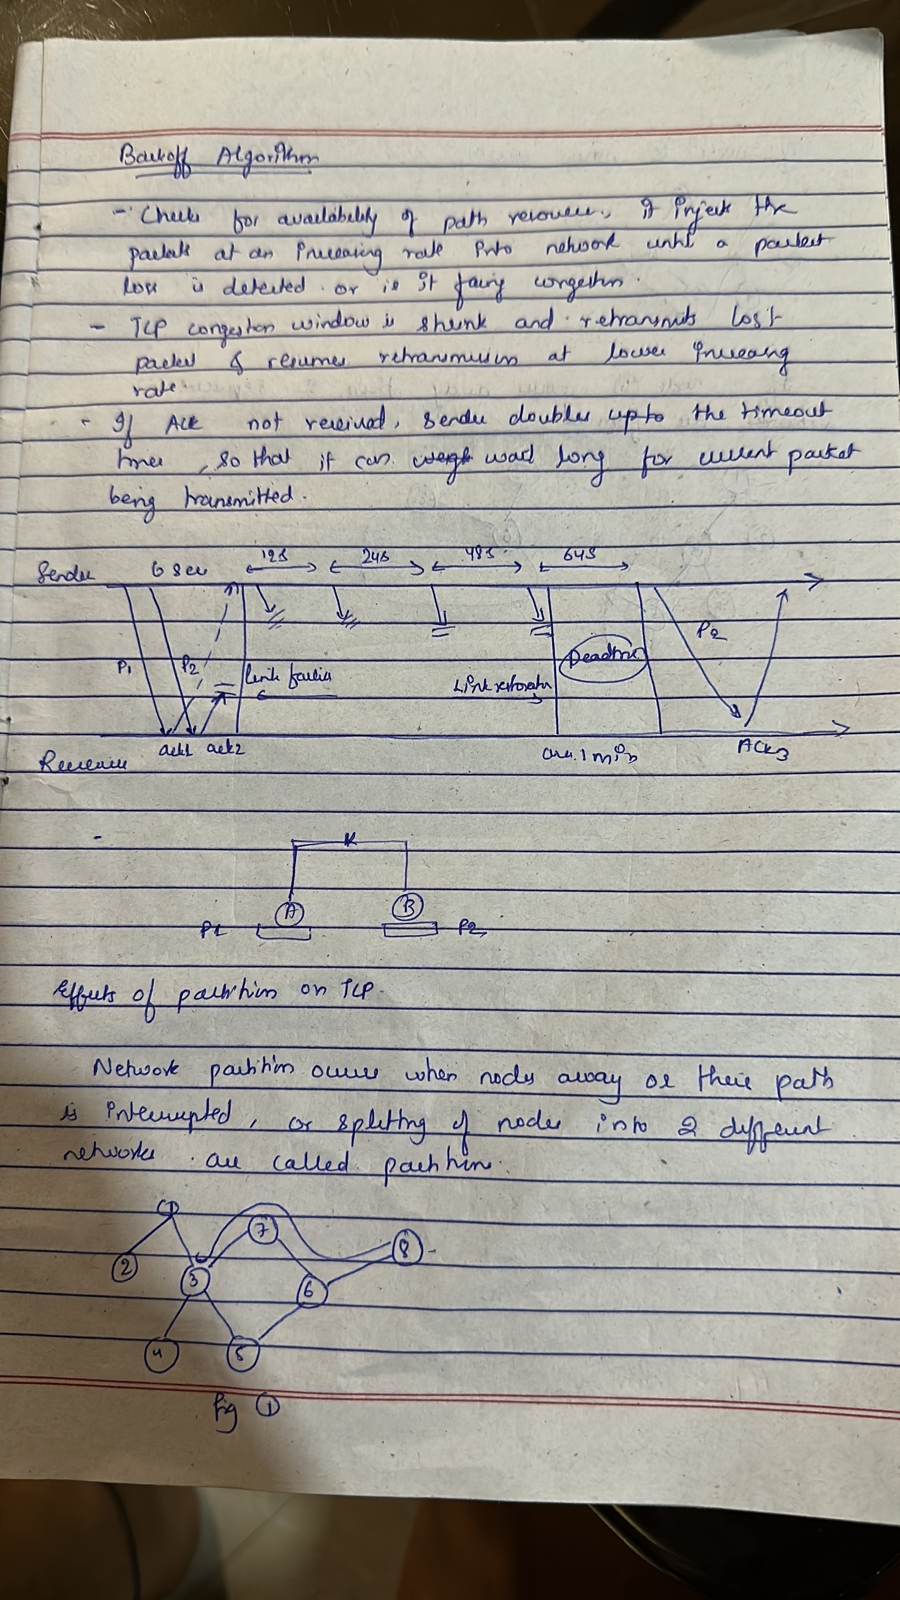 Backoff Algorithm
- Checks for availability of path resource, it injects the
packets at an increasing rate into network until a packet
loss is detected or is it facing congestion.
- TCP congestion window is shrunk and retransmits lost
packet & resumes retransmission at lower increasing
rate
- If Ack not received, sender doubles upto the timeout
timer, so that it can wait long for current packet
being transmitted.
12s 24s 48s 64s
Sender 6 sec
P1 P2 link failure Link restoration Deadtime P2
ack1 ack2 1 min ACK3
Receiver
A B
P1 P2
Effects of partition on TCP.
Network partition occurs when nodes away or their path
is interrupted, or splitting of nodes into 2 different
networks are called partition.
1 7 8
2 3 6
4 5
fig 1